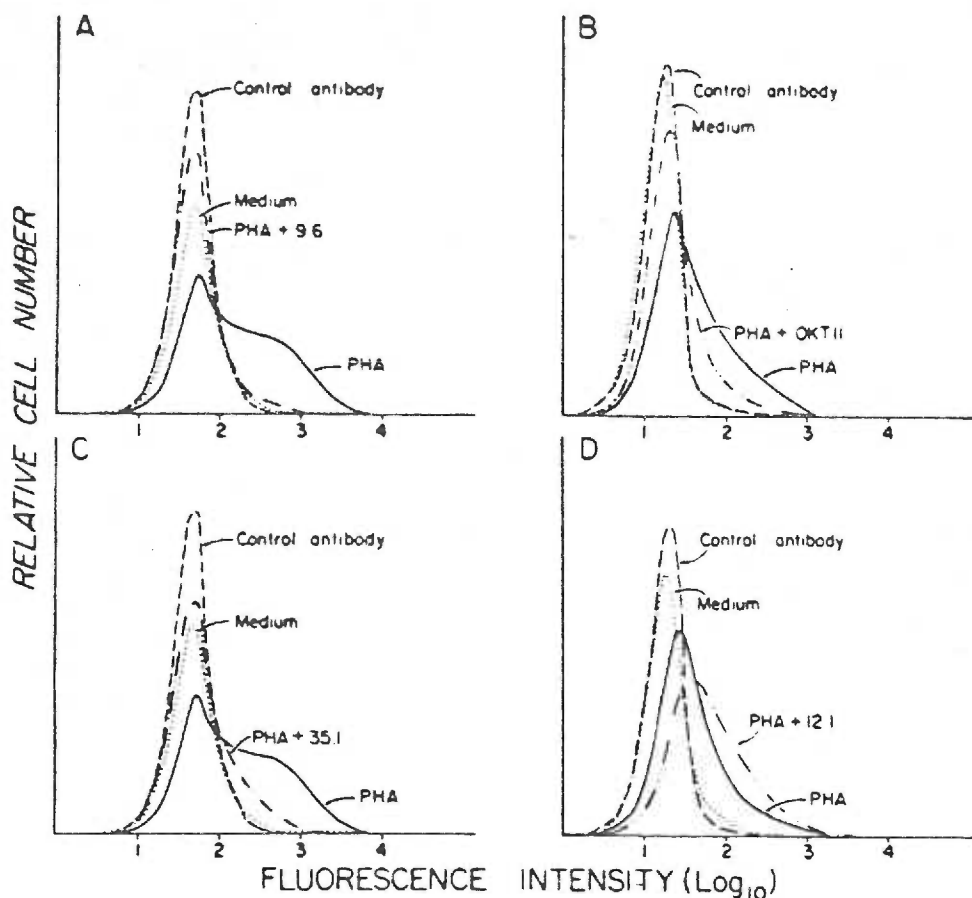 A
Control antibody
Medium
PHA + 9.6
PHA
1 2 3 4
B
Control antibody
Medium
PHA + OKT11
PHA
1 2 3 4
RELATIVE CELL NUMBER
C
Control antibody
Medium
PHA + 35.1
PHA
1 2 3 4
D
Control antibody
Medium
PHA + 12.1
PHA
1 2 3 4
FLUORESCENCE INTENSITY (Log10)